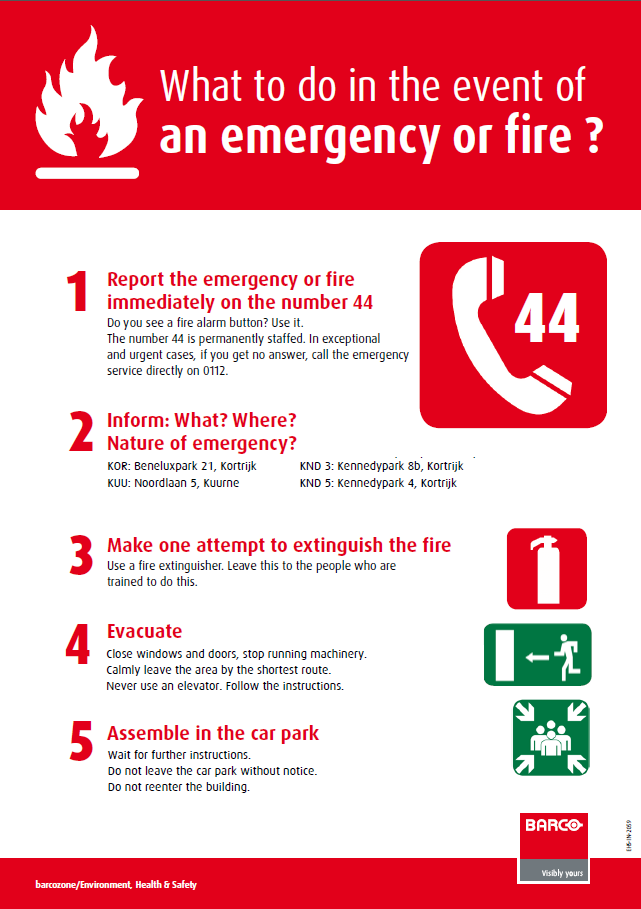 What to do in the event of
an emergency or fire ?
1
Report the emergency or fire
immediately on the number 44
Do you see a fire alarm button? Use it.
The number 44 is permanently staffed. In exceptional
and urgent cases, if you get no answer, call the emergency
service directly on 0112.
44
2
Inform: What? Where?
Nature of emergency?
KOR: Beneluxpark 21, Kortrijk KND 3: Kennedypark 8b, Kortrijk
KUU: Noordlaan 5, Kuurne KND 5: Kennedypark 4, Kortrijk
3
Make one attempt to extinguish the fire
Use a fire extinguisher. Leave this to the people who are
trained to do this.
4
Evacuate
Close windows and doors, stop running machinery.
Calmly leave the area by the shortest route.
Never use an elevator. Follow the instructions.
5
Assemble in the car park
Wait for further instructions.
Do not leave the car park without notice.
Do not reenter the building.
BARCO
Visibly yours
EHS-IN-2059
barcozone/Environment, Health & Safety